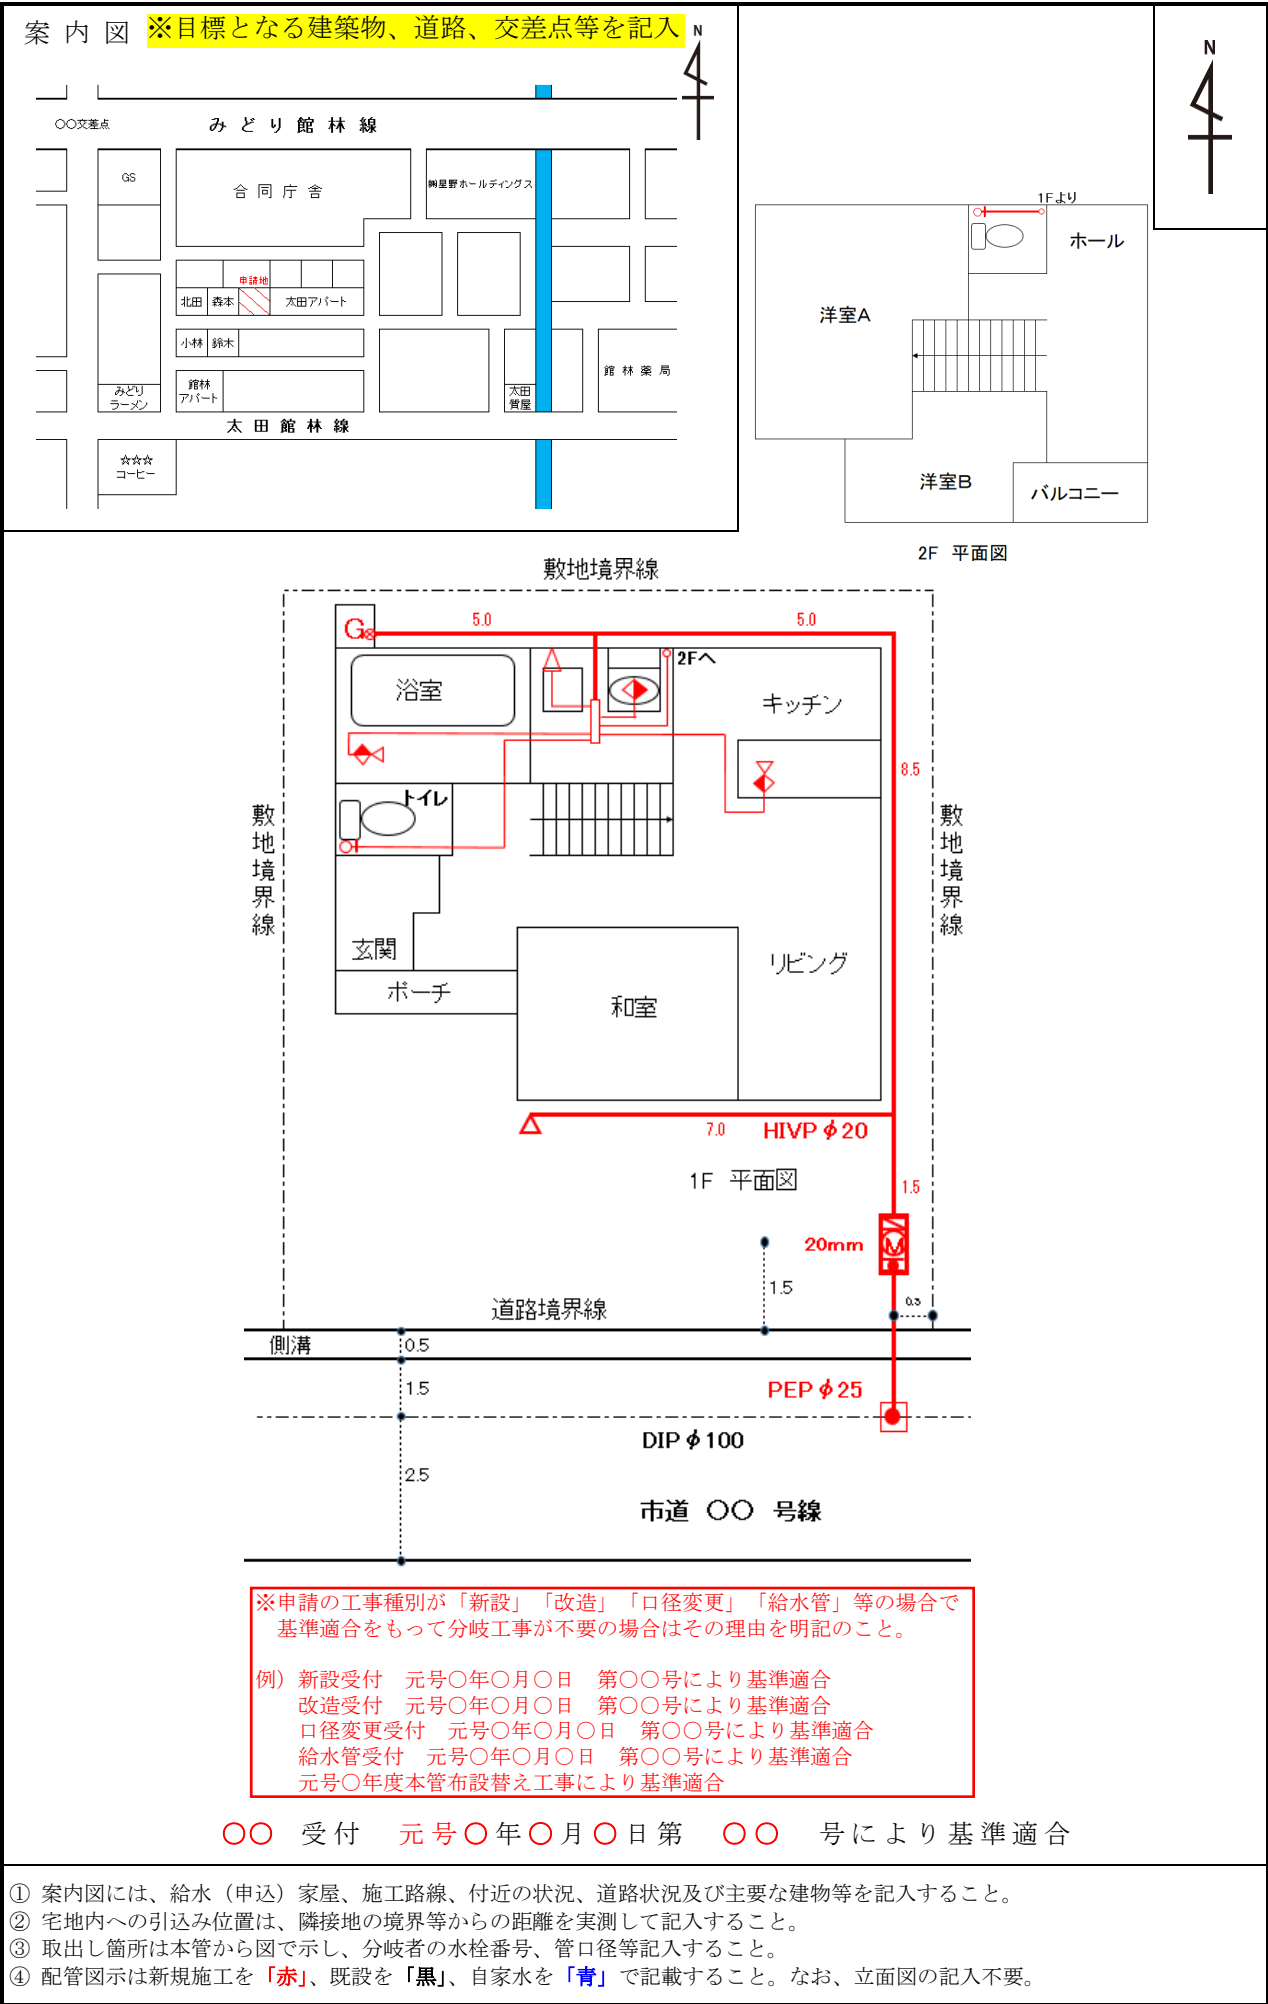 案内図 ※目標となる建築物、道路、交差点等を記入
N
N
〇〇交差点
みどり館林線
GS
合同庁舎
㈱星野ホールディングス
申請地
北田
森本
太田アパート
小林
鈴木
館林
アパート
みどり
ラーメン
太田
質屋
館林薬局
太田館林線
☆☆☆
コーヒー
1Fより
ホール
洋室A
洋室B
バルコニー
2F 平面図
敷地境界線
G
5.0
5.0
2Fへ
浴室
キッチン
8.5
トイレ
敷地境界線
敷地境界線
玄関
ポーチ
和室
リビング
7.0
HIVPφ20
1F 平面図
1.5
20mm
M
1.5
0.3
道路境界線
側溝
0.5
1.5
PEPφ25
DIPφ100
2.5
市道 〇〇 号線
※申請の工事種別が「新設」「改造」「口径変更」「給水管」等の場合で
基準適合をもって分岐工事が不要の場合はその理由を明記のこと。
例）新設受付 元号〇年〇月〇日 第〇〇号により基準適合
改造受付 元号〇年〇月〇日 第〇〇号により基準適合
口径変更受付 元号〇年〇月〇日 第〇〇号により基準適合
給水管受付 元号〇年〇月〇日 第〇〇号により基準適合
元号〇年度本管布設替え工事により基準適合
〇〇 受付 元号〇年〇月〇日第 〇〇 号により基準適合
① 案内図には、給水（申込）家屋、施工路線、付近の状況、道路状況及び主要な建物等を記入すること。
② 宅地内への引込み位置は、隣接地の境界等からの距離を実測して記入すること。
③ 取出し箇所は本管から図で示し、分岐者の水栓番号、管口径等記入すること。
④ 配管図示は新規施工を「赤」、既設を「黒」、自家水を「青」で記載すること。なお、立面図の記入不要。